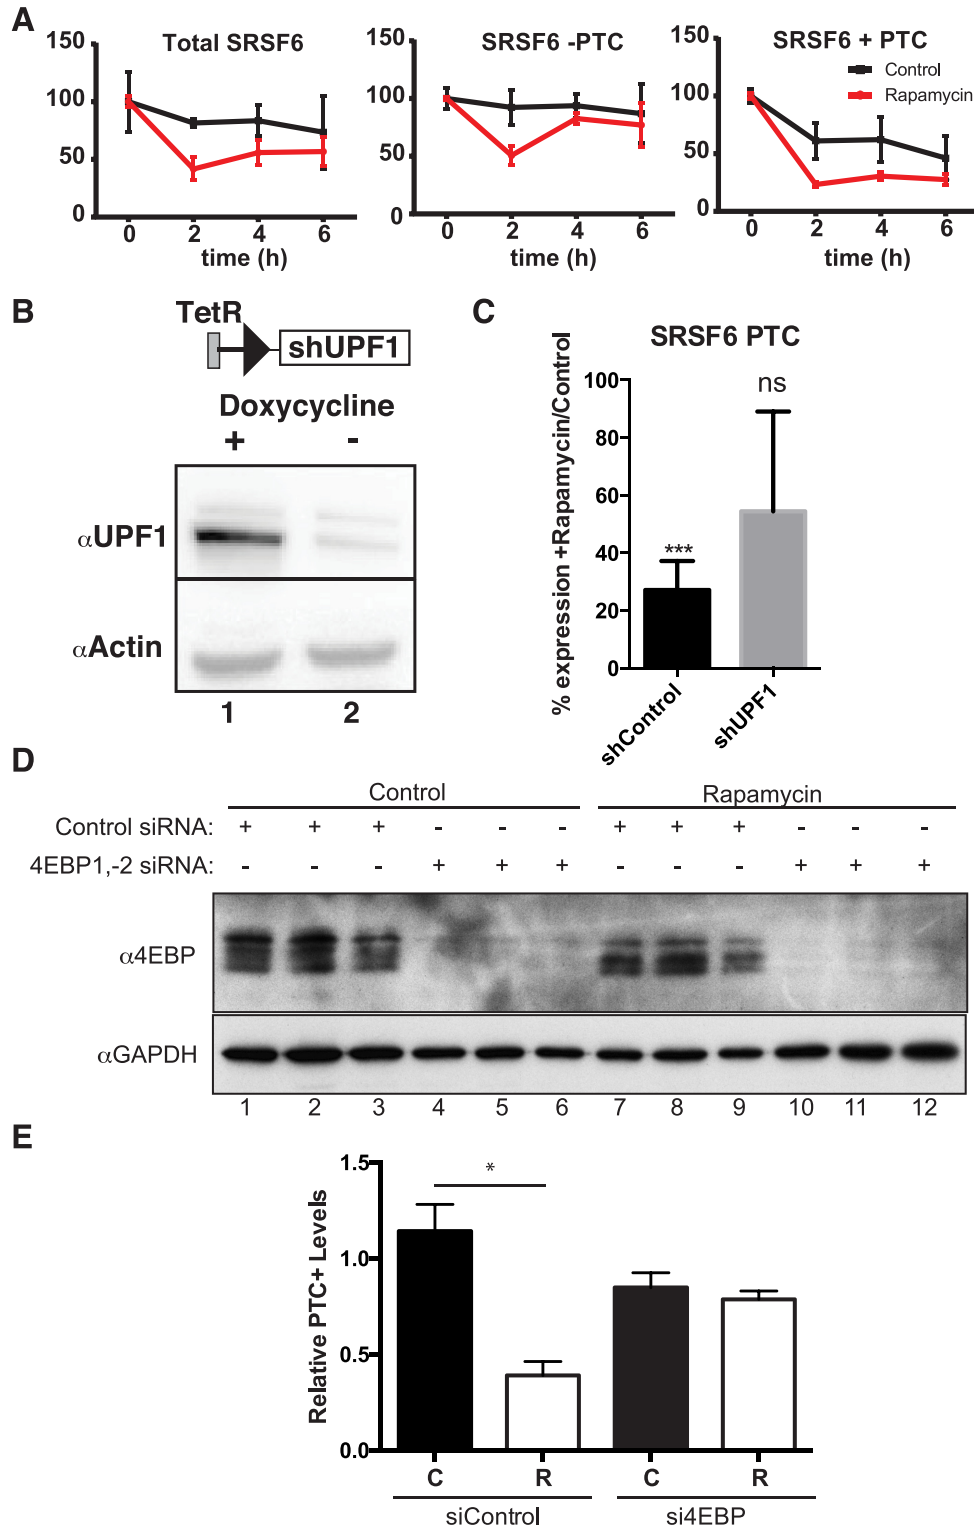 A
Total SRSF6
SRSF6 -PTC
SRSF6 + PTC
Control
Rapamycin
150
100
50
0
150
100
50
0
150
100
50
0
0 2 4 6
0 2 4 6
0 2 4 6
time (h)
time (h)
time (h)
B
TetR
shUPF1
Doxycycline
+ -
αUPF1
αActin
1 2
C
SRSF6 PTC
% expression +Rapamycin/Control
100
80
60
40
20
0
***
ns
shControl
shUPF1
D
Control Rapamycin
Control siRNA: + + + - - - + + + - - -
4EBP1,-2 siRNA: - - - + + + - - - + + +
α4EBP
αGAPDH
1 2 3 4 5 6 7 8 9 10 11 12
E
Relative PTC+ Levels
1.5
1.0
0.5
0.0
*
C R C R
siControl si4EBP